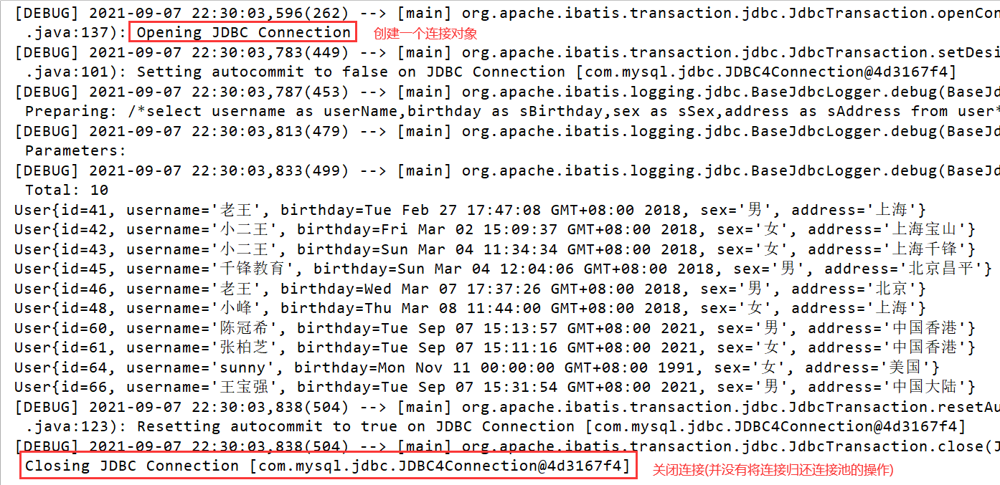 [DEBUG] 2021-09-07 22:30:03,596(262) --> [main] org.apache.ibatis.transaction.jdbc.JdbcTransaction.openCon
.java:137): Opening JDBC Connection 创建一个连接对象
[DEBUG] 2021-09-07 22:30:03,783(449) --> [main] org.apache.ibatis.transaction.jdbc.JdbcTransaction.setDesi
.java:101): Setting autocommit to false on JDBC Connection [com.mysql.jdbc.JDBC4Connection@4d3167f4]
[DEBUG] 2021-09-07 22:30:03,787(453) --> [main] org.apache.ibatis.logging.jdbc.BaseJdbcLogger.debug(BaseJd
Preparing: /*select username as userName,birthday as sBirthday,sex as sSex,address as sAddress from user*
[DEBUG] 2021-09-07 22:30:03,813(479) --> [main] org.apache.ibatis.logging.jdbc.BaseJdbcLogger.debug(BaseJd
Parameters:
[DEBUG] 2021-09-07 22:30:03,833(499) --> [main] org.apache.ibatis.logging.jdbc.BaseJdbcLogger.debug(BaseJd
Total: 10
User{id=41, username='老王', birthday=Tue Feb 27 17:47:08 GMT+08:00 2018, sex='男', address='上海'}
User{id=42, username='小二王', birthday=Fri Mar 02 15:09:37 GMT+08:00 2018, sex='女', address='上海宝山'}
User{id=43, username='小二王', birthday=Sun Mar 04 11:34:34 GMT+08:00 2018, sex='女', address='上海千锋'}
User{id=45, username='千锋教育', birthday=Sun Mar 04 12:04:06 GMT+08:00 2018, sex='男', address='北京昌平'}
User{id=46, username='老王', birthday=Wed Mar 07 17:37:26 GMT+08:00 2018, sex='男', address='北京'}
User{id=48, username='小峰', birthday=Thu Mar 08 11:44:00 GMT+08:00 2018, sex='女', address='上海'}
User{id=60, username='陈冠希', birthday=Tue Sep 07 15:13:57 GMT+08:00 2021, sex='男', address='中国香港'}
User{id=61, username='张柏芝', birthday=Tue Sep 07 15:11:16 GMT+08:00 2021, sex='女', address='中国香港'}
User{id=64, username='sunny', birthday=Mon Nov 11 00:00:00 GMT+08:00 1991, sex='女', address='美国'}
User{id=66, username='王宝强', birthday=Tue Sep 07 15:31:54 GMT+08:00 2021, sex='男', address='中国大陆'}
[DEBUG] 2021-09-07 22:30:03,838(504) --> [main] org.apache.ibatis.transaction.jdbc.JdbcTransaction.resetAu
.java:123): Resetting autocommit to true on JDBC Connection [com.mysql.jdbc.JDBC4Connection@4d3167f4]
[DEBUG] 2021-09-07 22:30:03,838(504) --> [main] org.apache.ibatis.transaction.jdbc.JdbcTransaction.close(J
Closing JDBC Connection [com.mysql.jdbc.JDBC4Connection@4d3167f4] 关闭连接(并没有将连接归还连接池的操作)